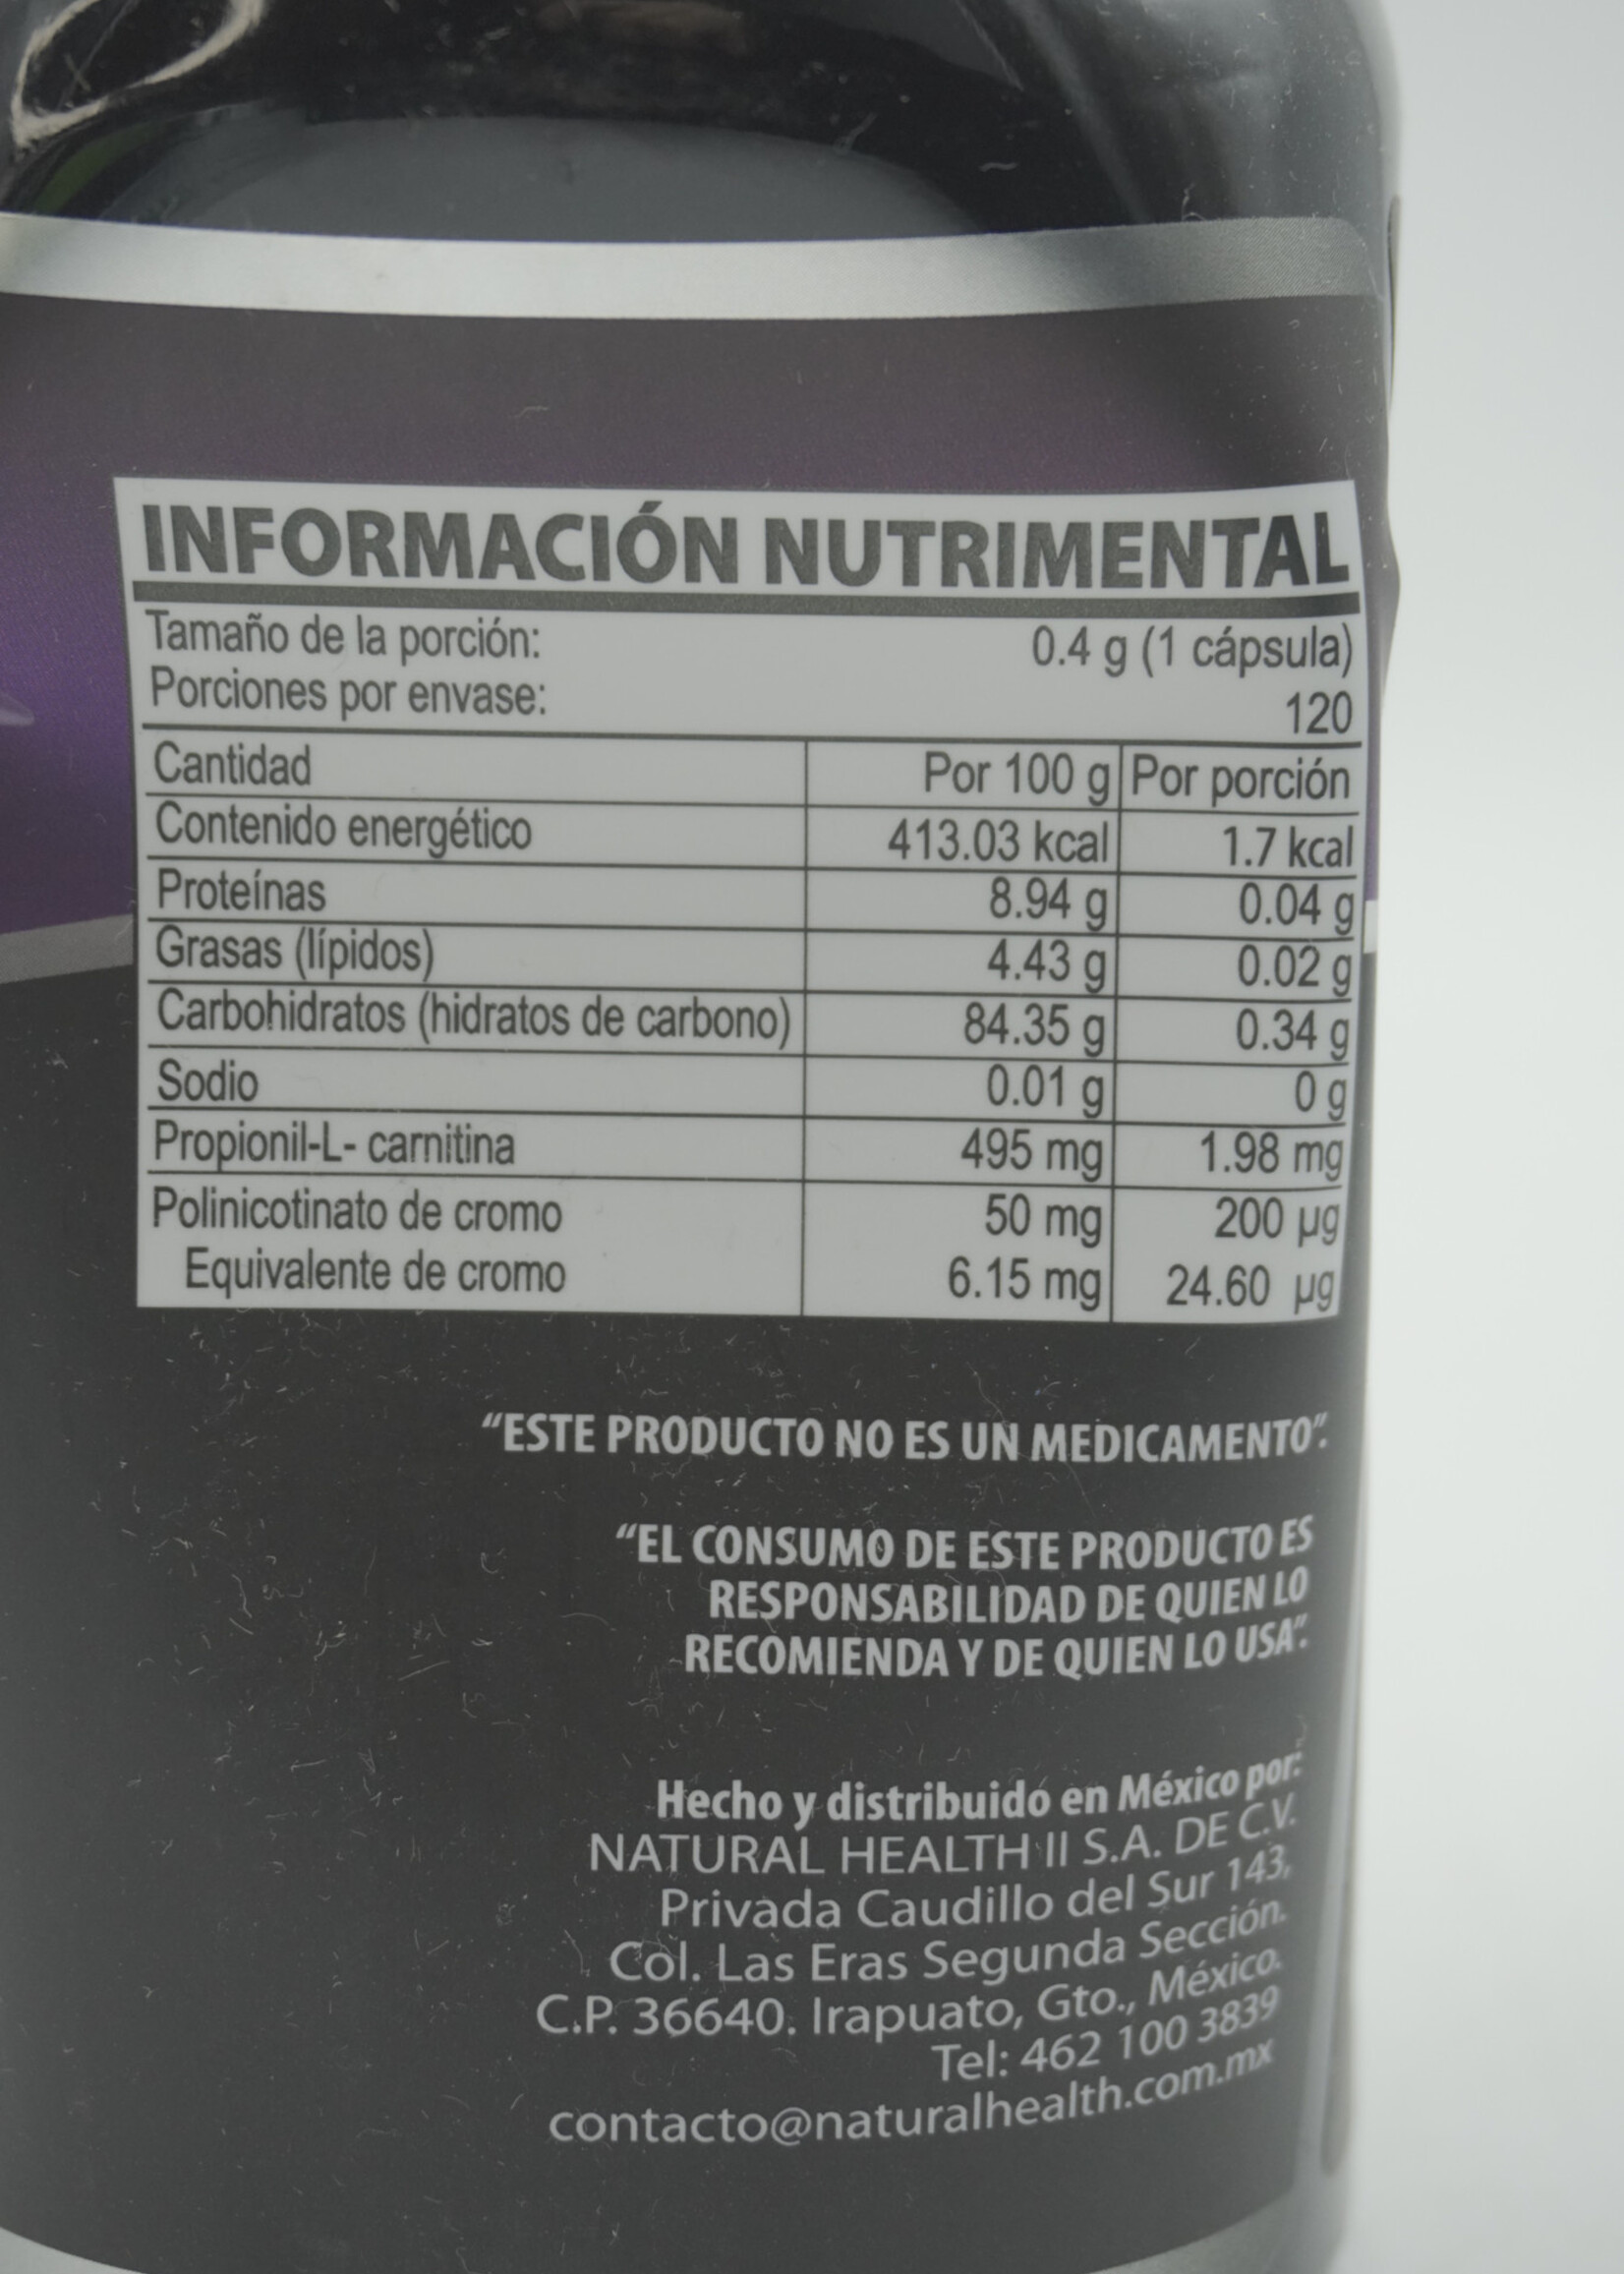 INFORMACIÓN NUTRIMENTAL
Tamaño de la porción: 0.4 g (1 cápsula)
Porciones por envase: 120
Cantidad Por 100 g Por porción
Contenido energético 413.03 kcal 1.7 kcal
Proteínas 8.94 g 0.04 g
Grasas (lípidos) 4.43 g 0.02 g
Carbohidratos (hidratos de carbono) 84.35 g 0.34 g
Sodio 0.01 g 0 g
Propionil-L- carnitina 495 mg 1.98 mg
Polinicotinato de cromo 50 mg 200 µg
Equivalente de cromo 6.15 mg 24.60 µg
“ESTE PRODUCTO NO ES UN MEDICAMENTO”.
“EL CONSUMO DE ESTE PRODUCTO ES
RESPONSABILIDAD DE QUIEN LO
RECOMIENDA Y DE QUIEN LO USA”.
Hecho y distribuido en México por:
NATURAL HEALTH II S.A. DE C.V.
Privada Caudillo del Sur 143,
Col. Las Eras Segunda Sección.
C.P. 36640. Irapuato, Gto., México.
Tel: 462 100 3839
contacto@naturalhealth.com.mx